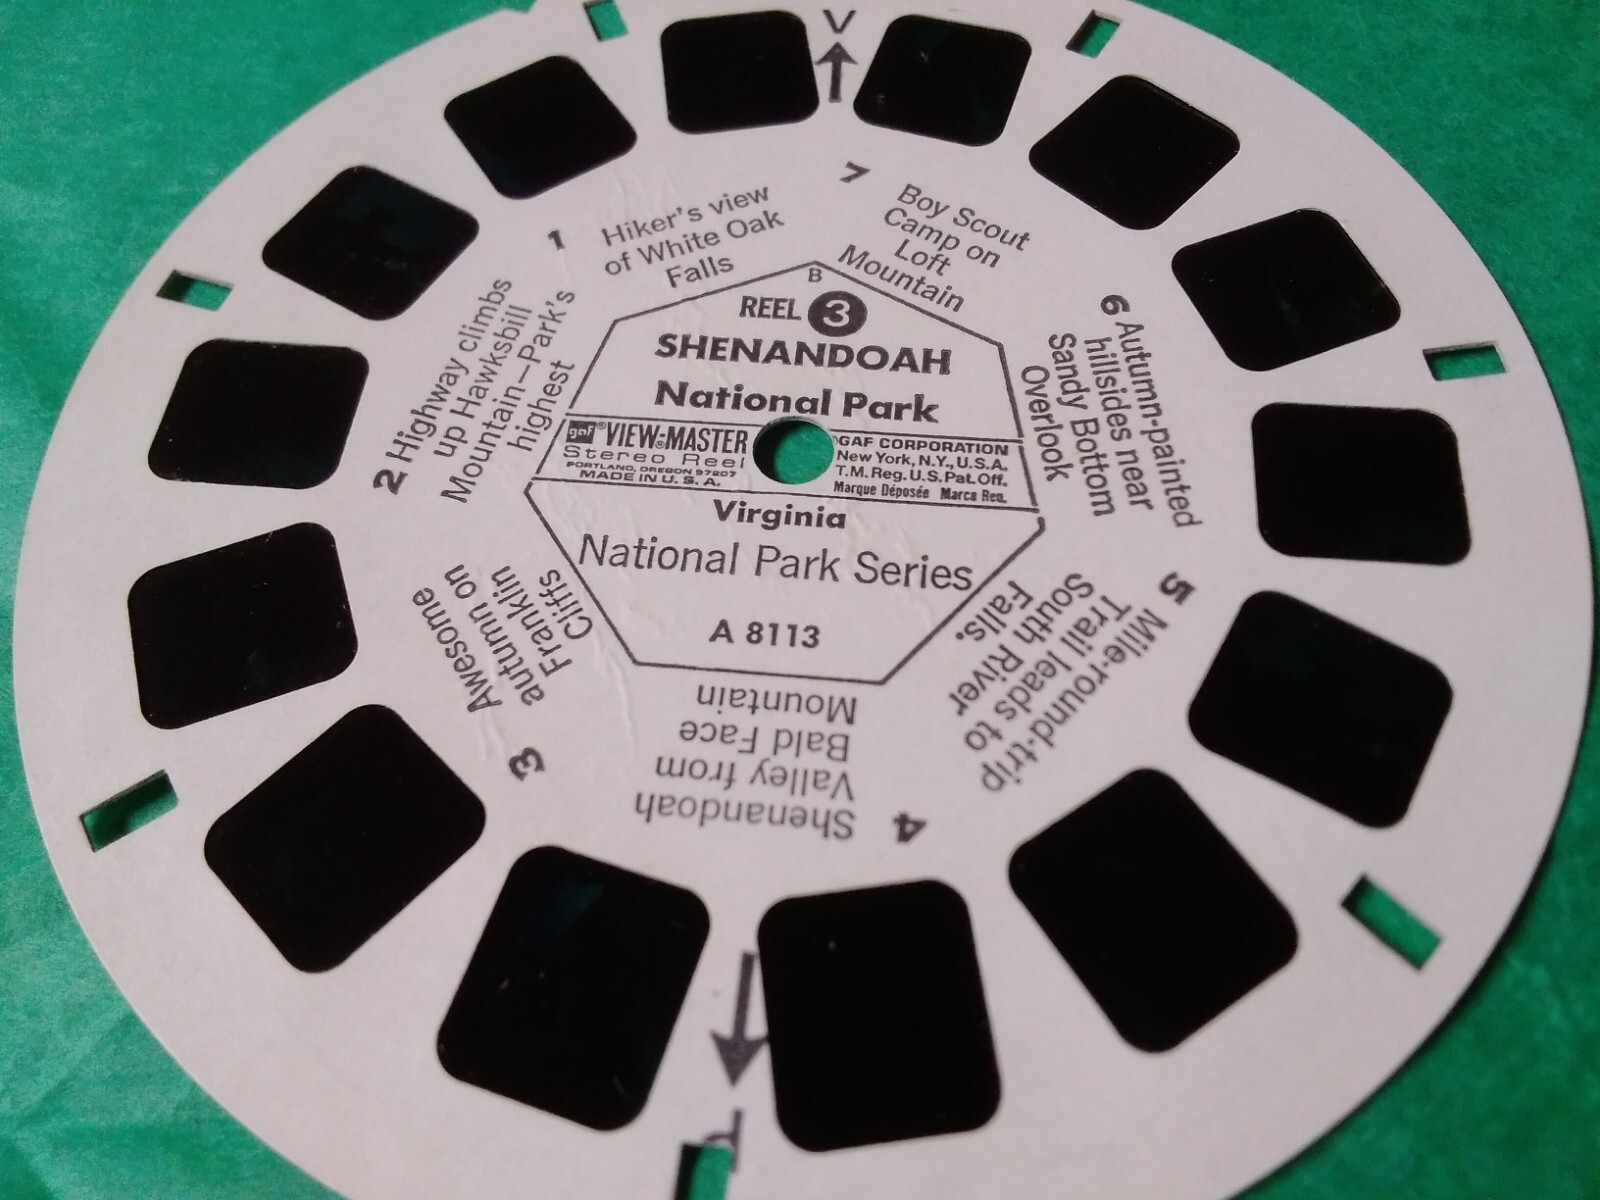 V
B
REEL 3
SHENANDOAH
National Park
gaf ® VIEW-MASTER
Stereo Reel
PORTLAND, OREGON 97207
MADE IN U. S. A.
GAF CORPORATION
New York, N.Y., U.S.A.
T.M. Reg. U.S. Pat. Off.
Marque Déposée Marca Reg.
Virginia
National Park Series
A 8113
1
Hiker's view
of White Oak
Falls
2 Highway climbs
up Hawksbill
Mountain—Park's
highest
3
Awesome
autumn on
Franklin
Cliffs
4
Shenandoah
Valley from
Bald Face
Mountain
5
Mile-round-trip
Trail leads to
South River
Falls.
6 Autumn-painted
hillsides near
Sandy Bottom
Overlook
7
Boy Scout
Camp on
Loft
Mountain